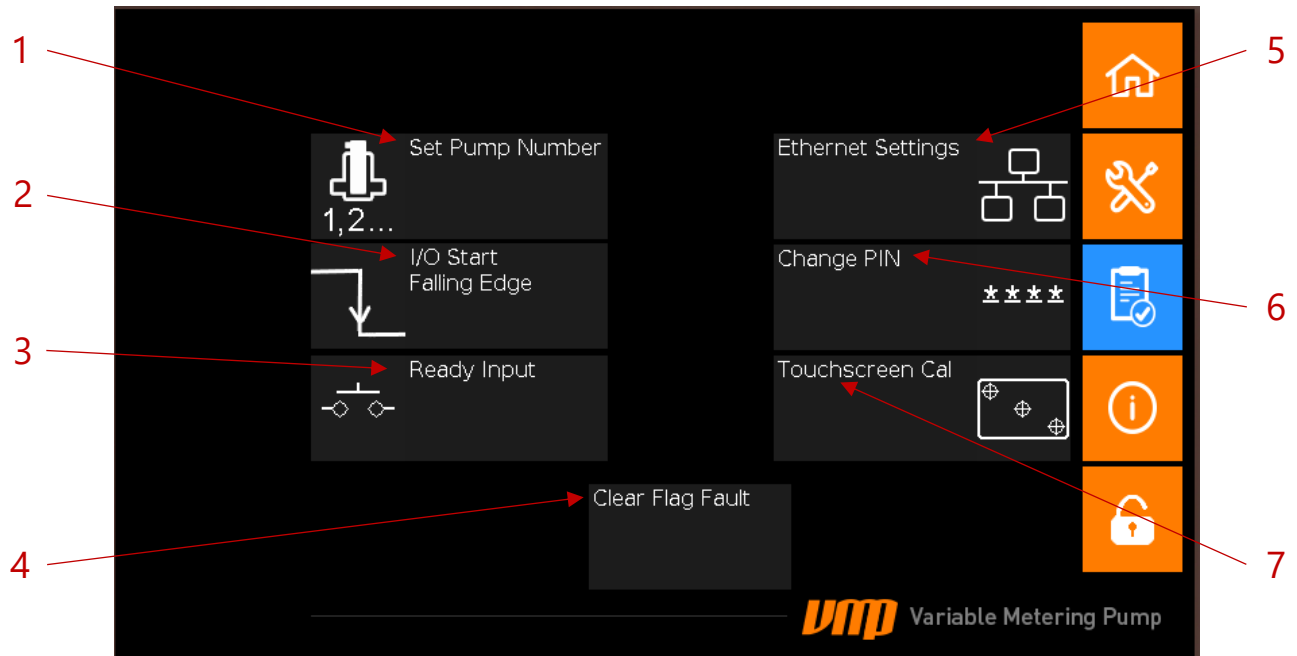 1
5
Set Pump Number
Ethernet Settings
1,2...
2
I/O Start
Falling Edge
Change PIN
****
6
3
Ready Input
Touchscreen Cal
i
Clear Flag Fault
4
7
vmp Variable Metering Pump